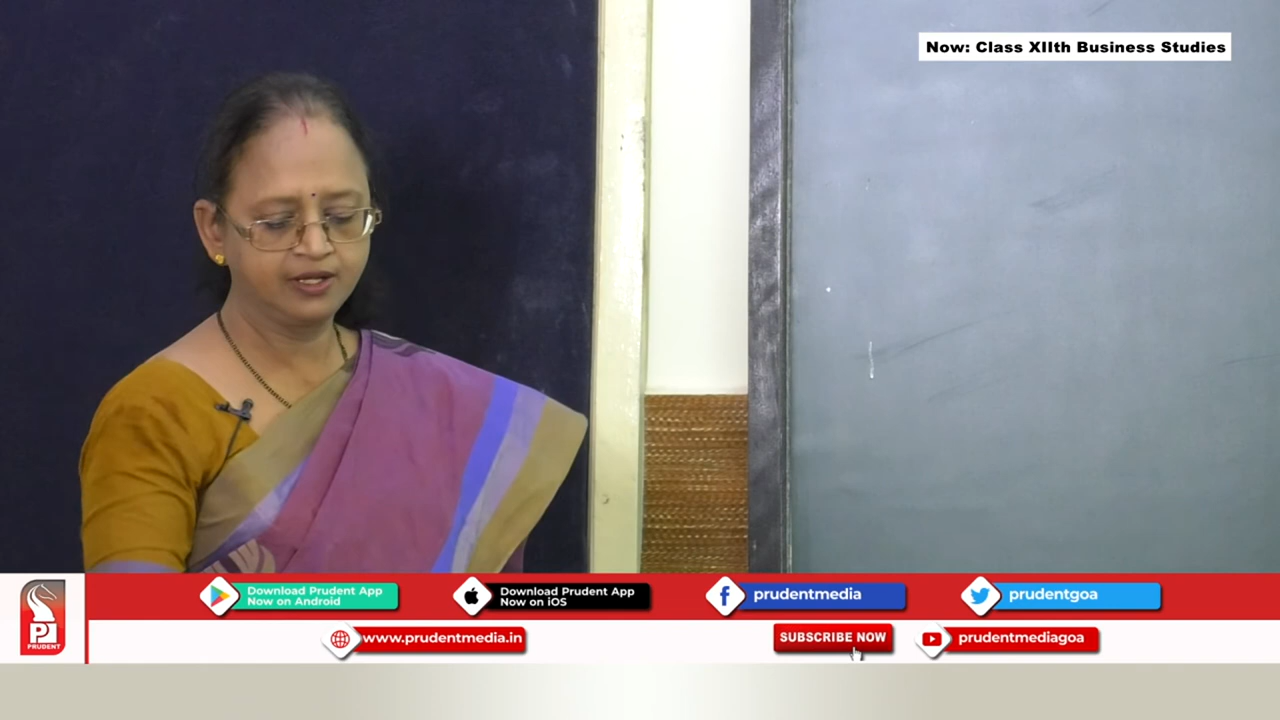 Now: Class XIIth Business Studies
Download Prudent App
Now on Android
Download Prudent App
Now on iOS
prudentmedia
prudentgoa
PRUDENT
www.prudentmedia.in
SUBSCRIBE NOW
prudentmediagoa